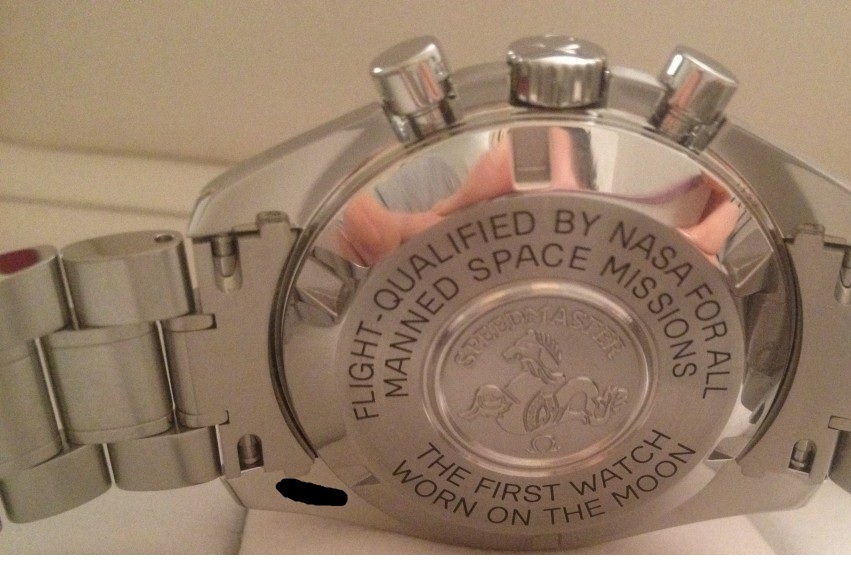 FLIGHT-QUALIFIED BY NASA FOR ALL
MANNED SPACE MISSIONS
SPEEDMASTER
Ω
THE FIRST WATCH
WORN ON THE MOON